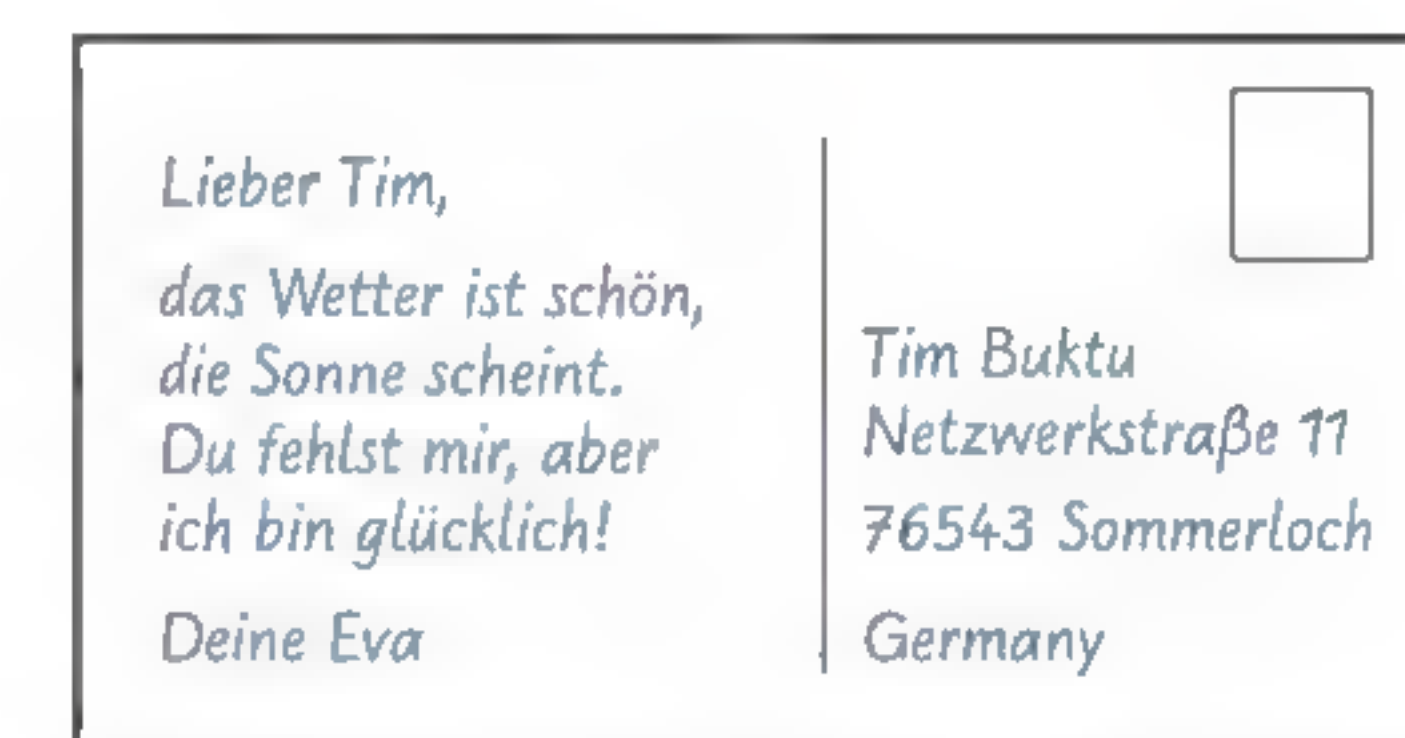 Lieber Tim,
das Wetter ist schön,
die Sonne scheint.
Du fehlst mir, aber
ich bin glücklich!
Deine Eva
Tim Buktu
Netzwerkstraße 11
76543 Sommerloch
Germany